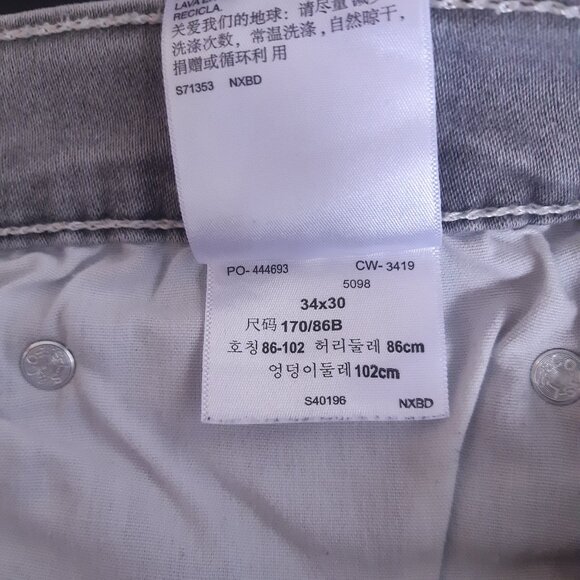 RECICLA.
关爱我们的地球：请尽量减少
洗涤次数，常温洗涤，自然晾干，
捐赠或循环利用
S71353 NXBD
PO- 444693 CW- 3419
5098
34x30
尺码 170/86B
호칭 86-102 허리둘레 86cm
엉덩이둘레 102cm
S40196 NXBD